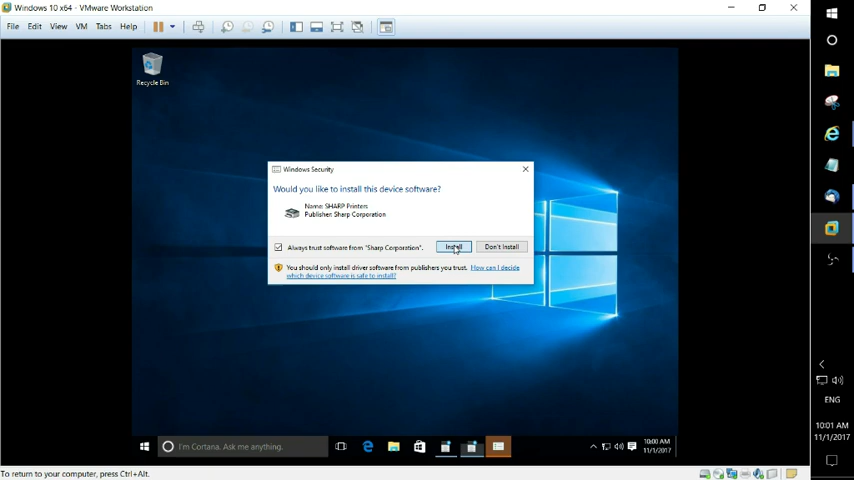 Windows 10 x64 - VMware Workstation
File Edit View VM Tabs Help
Recycle Bin
Windows Security
Would you like to install this device software?
Name: SHARP Printers
Publisher: Sharp Corporation
Always trust software from "Sharp Corporation".
Install
Don't Install
You should only install driver software from publishers you trust. How can I decide
which device software is safe to install?
I'm Cortana. Ask me anything.
10:00 AM
11/1/2017
To return to your computer, press Ctrl+Alt.
ENG
10:01 AM
11/1/2017